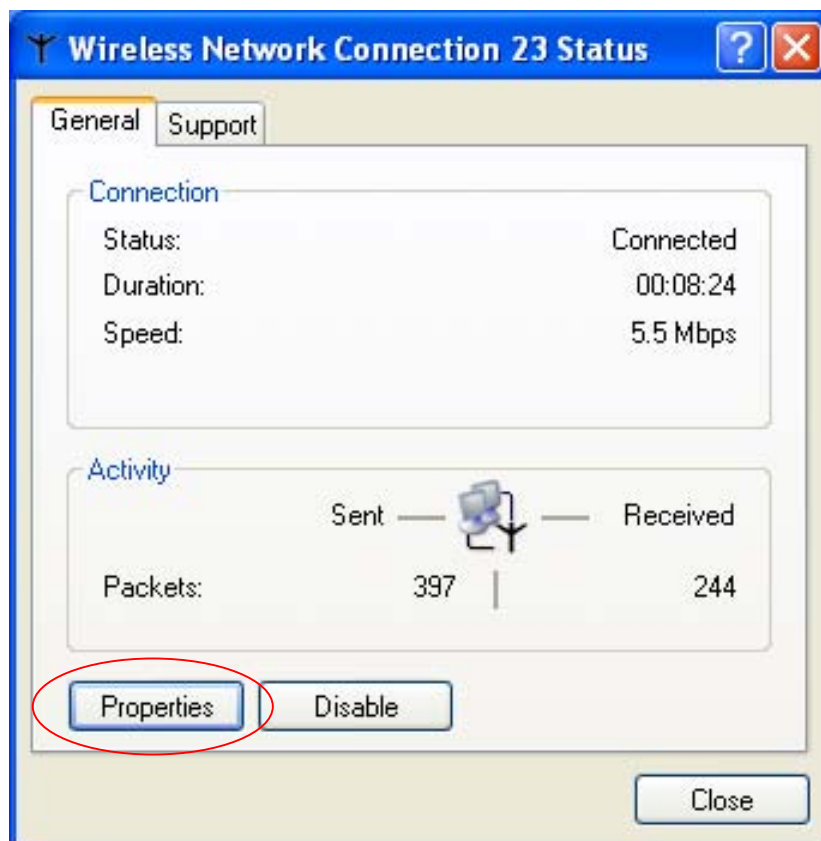 Wireless Network Connection 23 Status ?
General Support
Connection
Status: Connected
Duration: 00:08:24
Speed: 5.5 Mbps
Activity
Sent Received
Packets: 397 244
Properties Disable
Close